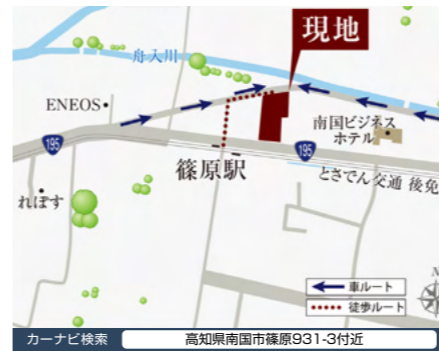 現地
舟入川
ENEOS
南国ビジネス
ホテル
195
195
篠原駅
とさでん交通 後免
れぽす
N
車ルート
徒歩ルート
カーナビ検索
高知県南国市篠原931-3付近